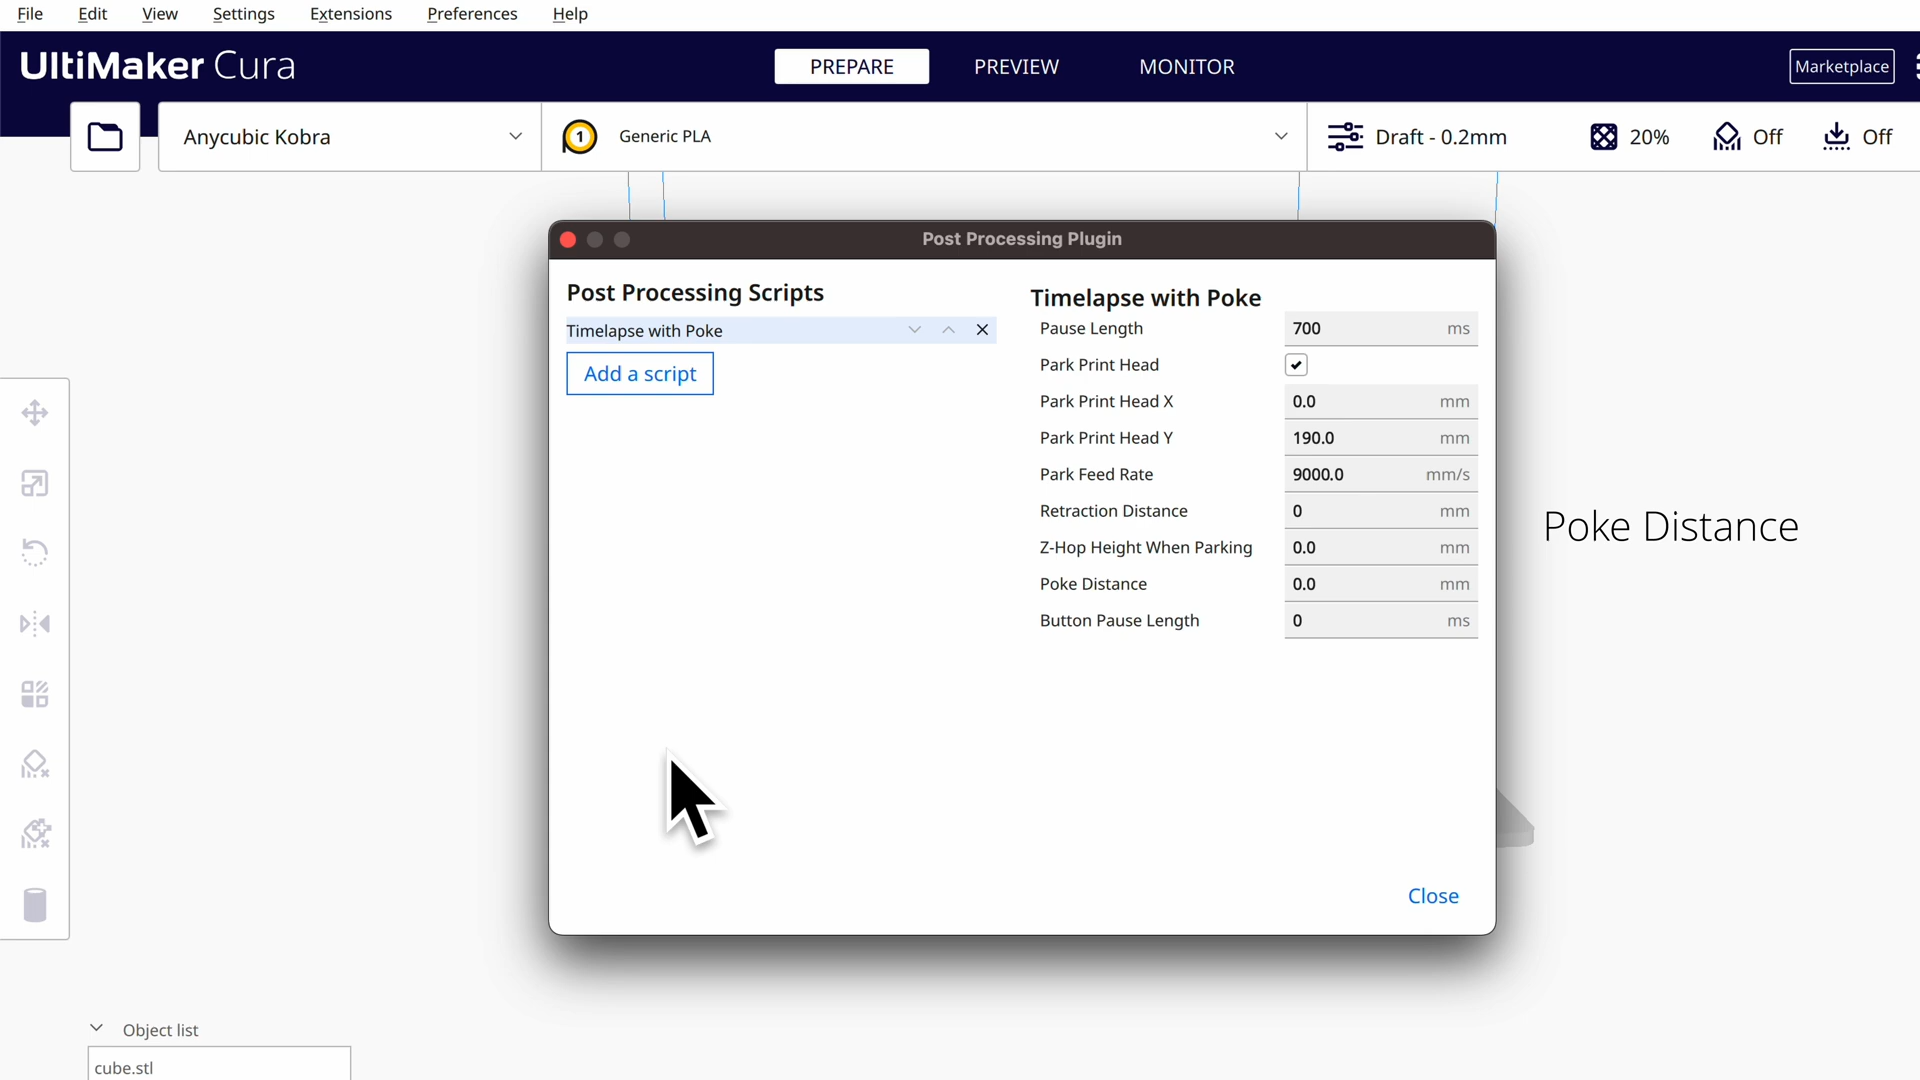 File Edit View Settings Extensions Preferences Help
UltiMaker Cura PREPARE PREVIEW MONITOR Marketplace
Anycubic Kobra 1 Generic PLA Draft - 0.2mm 20% Off Off
Post Processing Plugin
Post Processing Scripts
Timelapse with Poke
Add a script
Timelapse with Poke
Pause Length 700 ms
Park Print Head
Park Print Head X 0.0 mm
Park Print Head Y 190.0 mm
Park Feed Rate 9000.0 mm/s
Retraction Distance 0 mm
Z-Hop Height When Parking 0.0 mm
Poke Distance 0.0 mm
Button Pause Length 0 ms
Close
Poke Distance
Object list
cube.stl